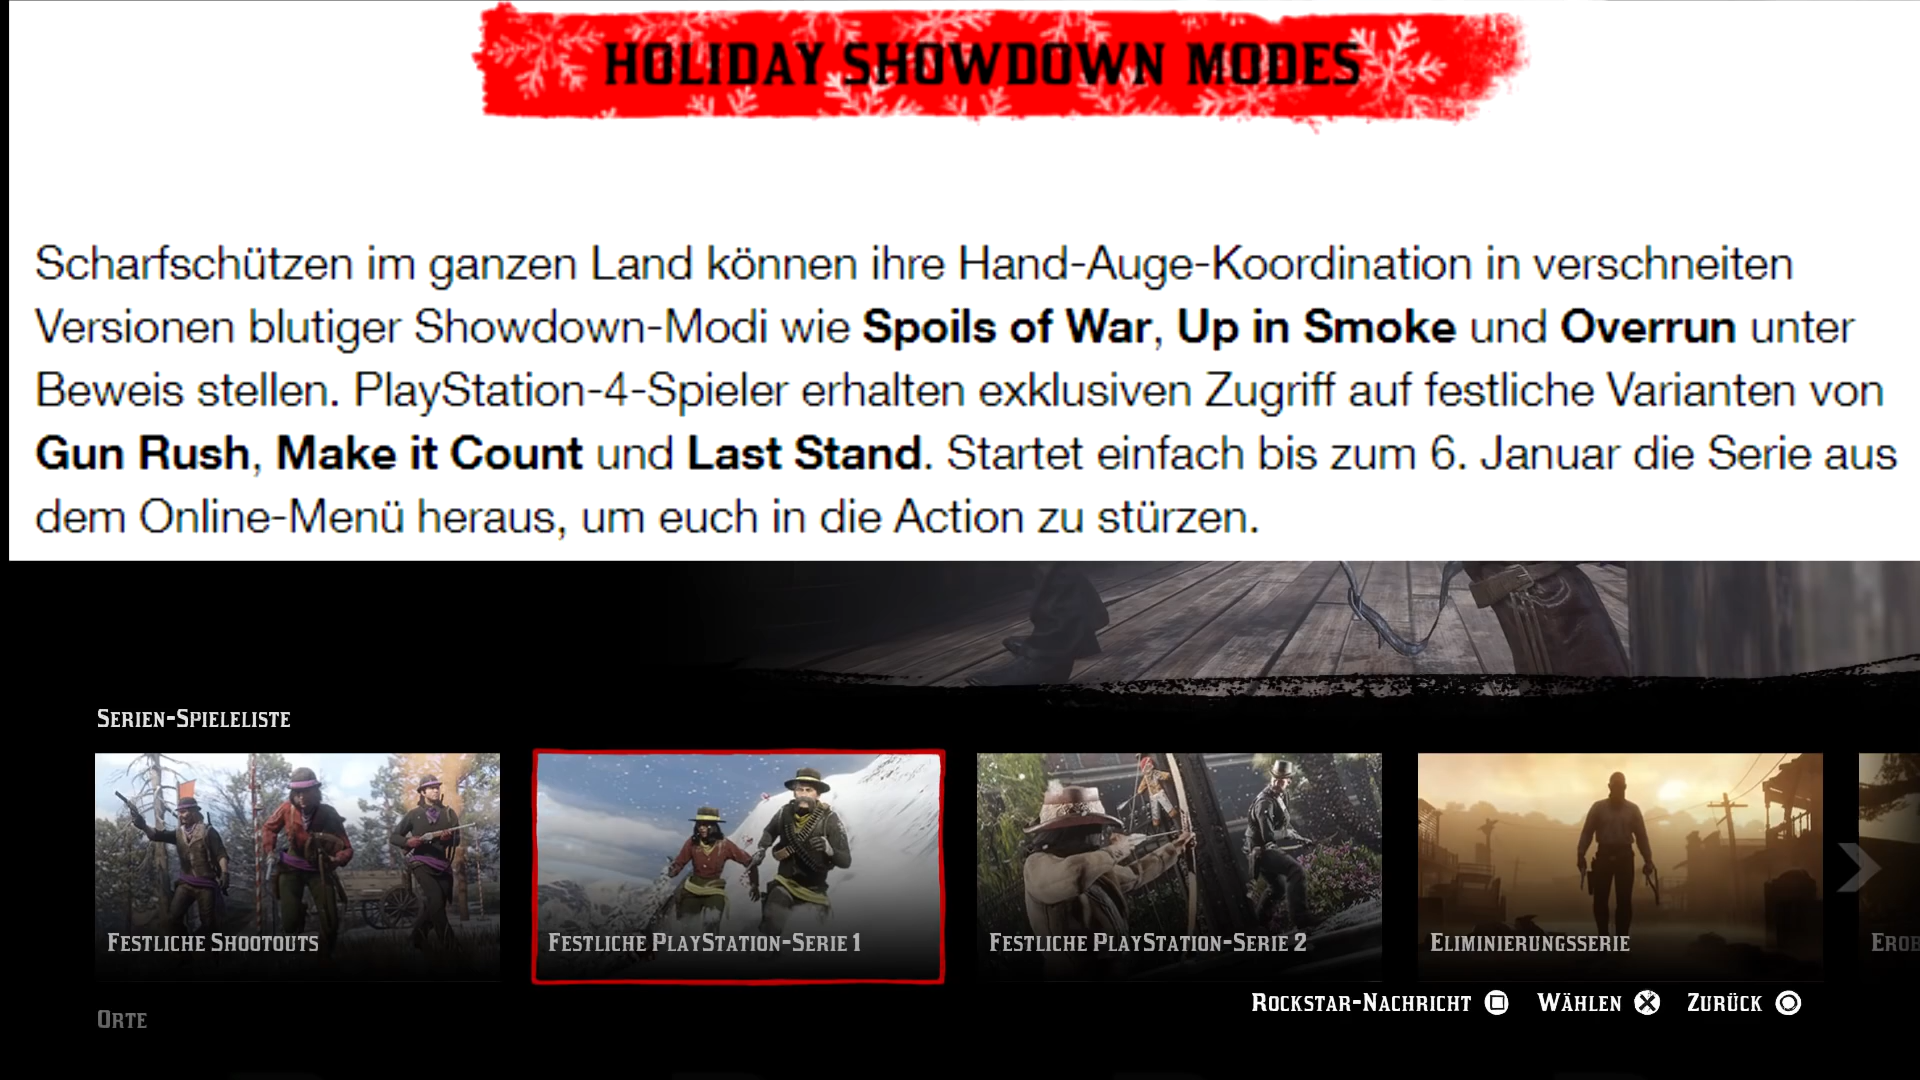 HOLIDAY SHOWDOWN MODES
Scharfschützen im ganzen Land können ihre Hand-Auge-Koordination in verschneiten
Versionen blutiger Showdown-Modi wie Spoils of War, Up in Smoke und Overrun unter
Beweis stellen. PlayStation-4-Spieler erhalten exklusiven Zugriff auf festliche Varianten von
Gun Rush, Make it Count und Last Stand. Startet einfach bis zum 6. Januar die Serie aus
dem Online-Menü heraus, um euch in die Action zu stürzen.
Serien-Spieleliste
Festliche Shootouts
Festliche PlayStation-Serie 1
Festliche PlayStation-Serie 2
Eliminierungsserie
Rockstar-Nachricht Wählen Zurück
Orte